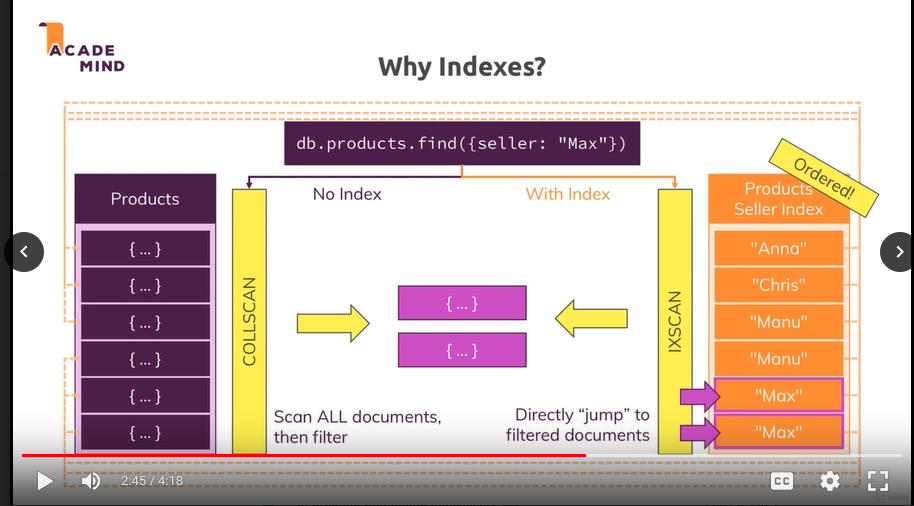 ACADE
MIND
Why Indexes?
db.products.find({seller: "Max"})
No Index
With Index
Ordered!
Products
{ ... }
{ ... }
{ ... }
{ ... }
{ ... }
{ ... }
COLLSCAN
{ ... }
{ ... }
Scan ALL documents,
then filter
Directly “jump” to
filtered documents
IXSCAN
Products
Seller Index
"Anna"
"Chris"
"Manu"
"Manu"
"Max"
"Max"
2:45 / 4:18
CC